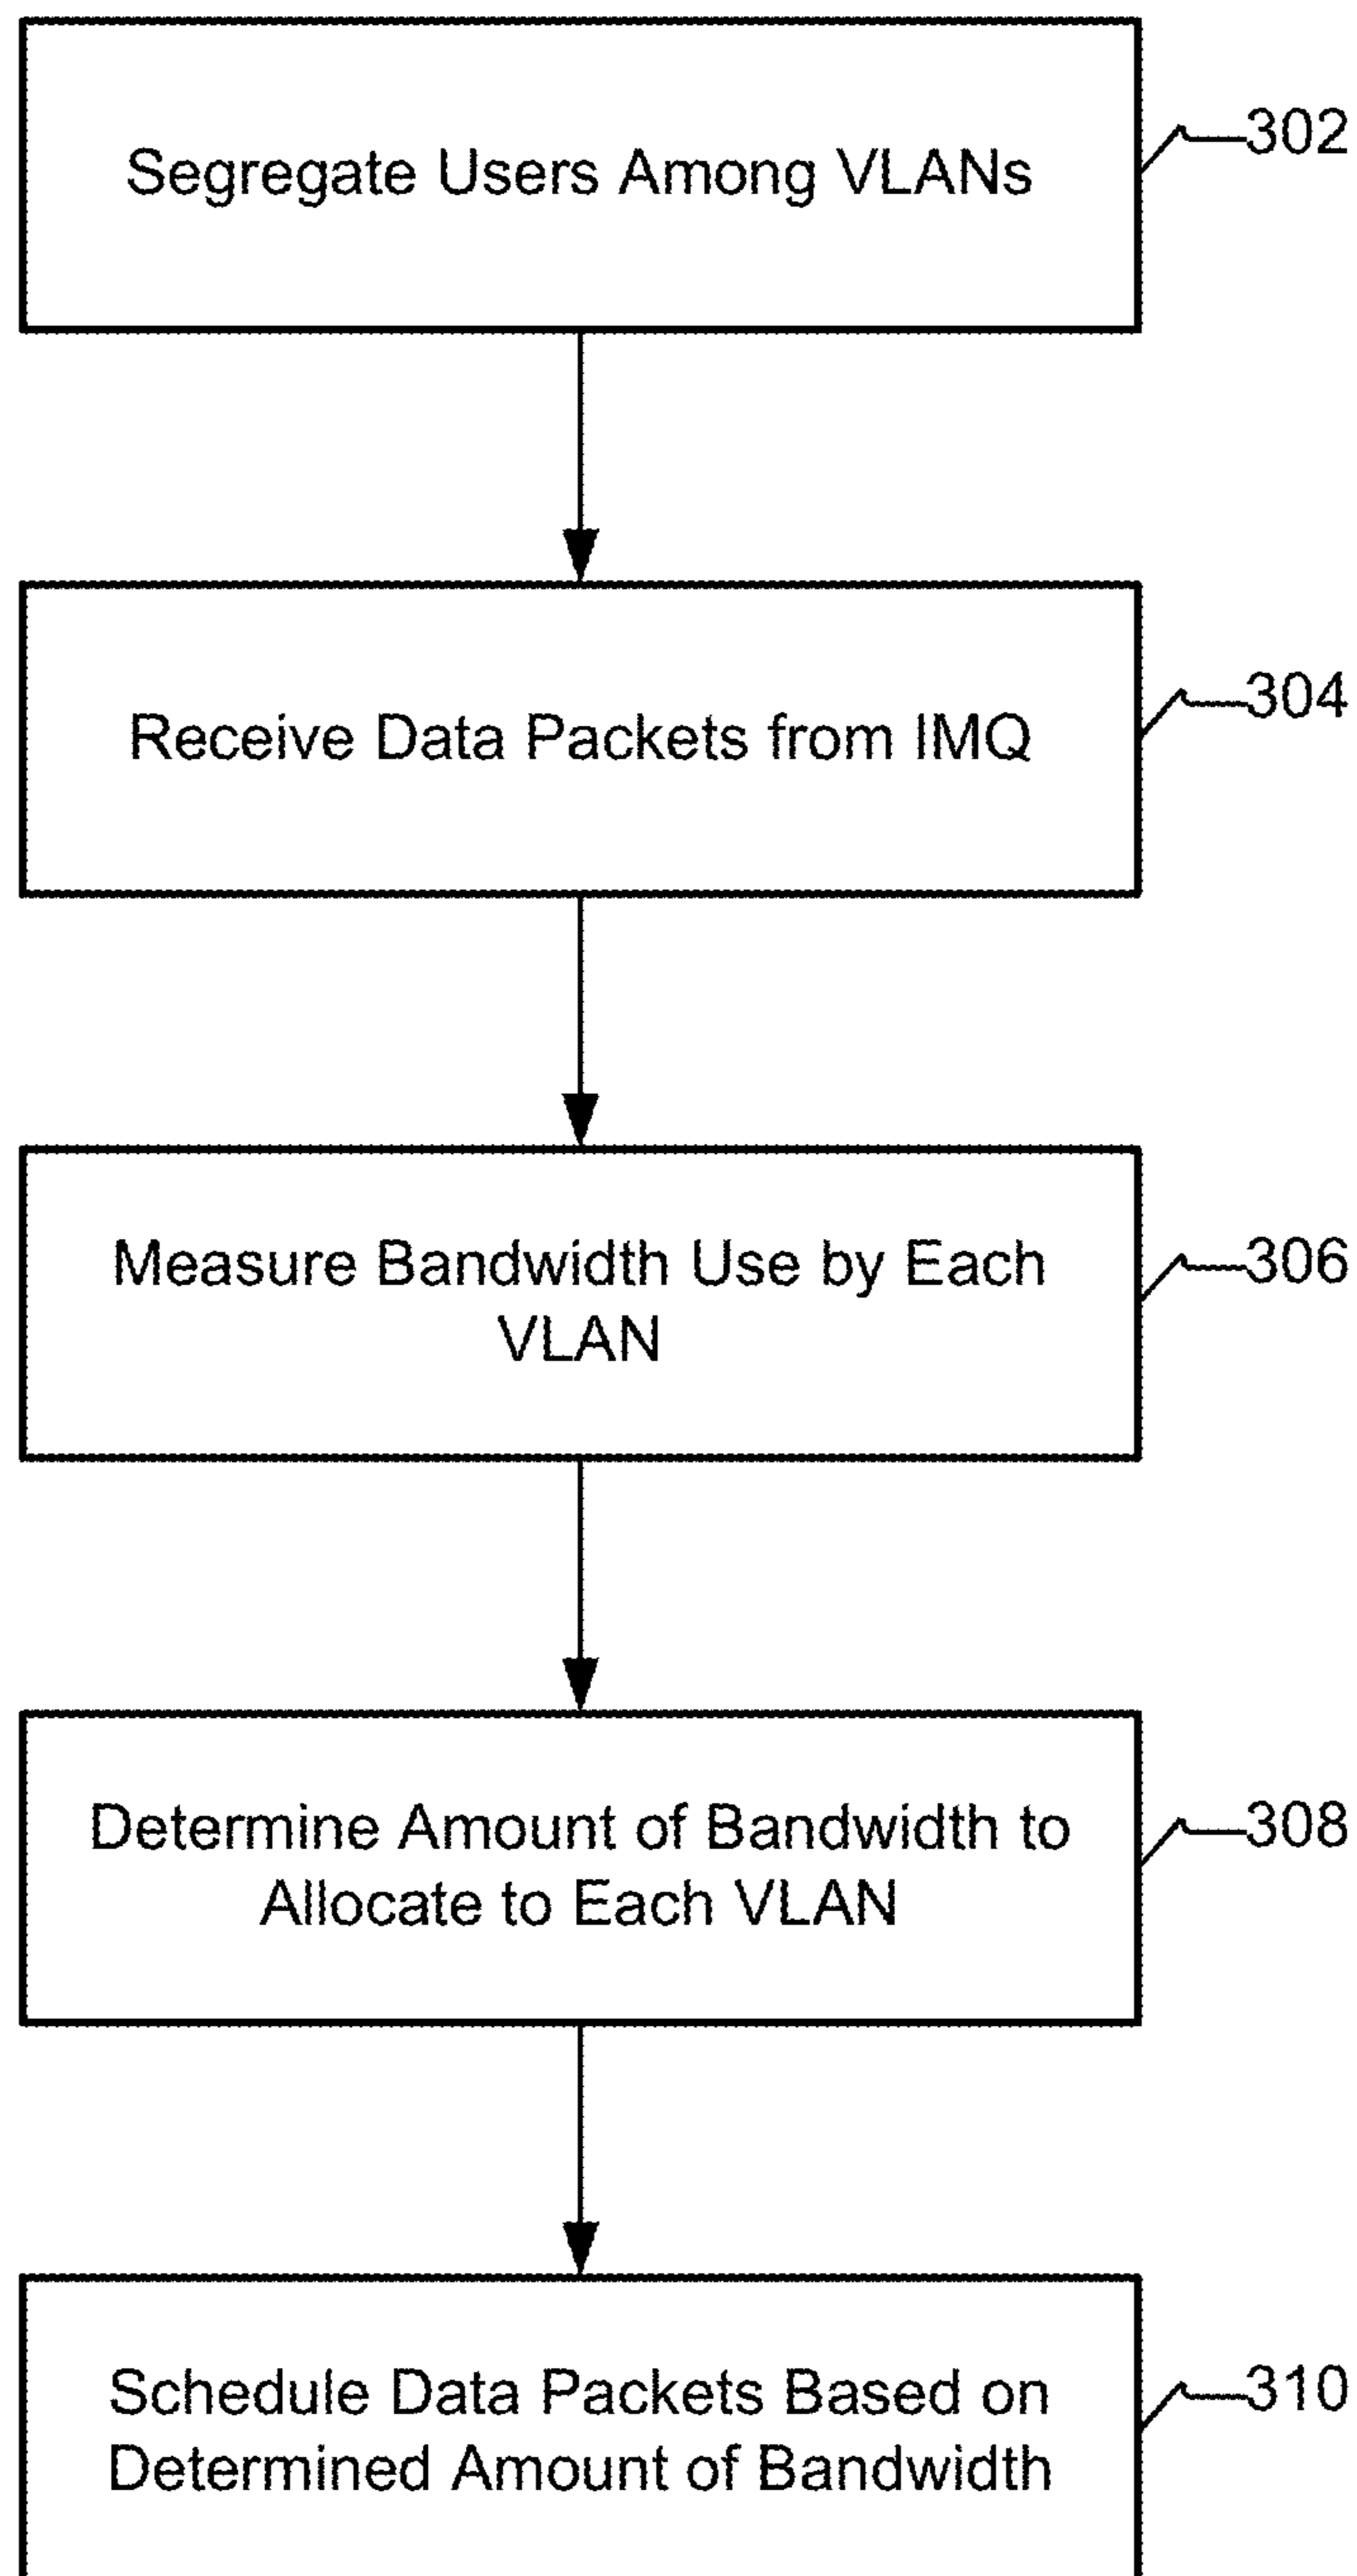 Segregate Users Among VLANs
302
Receive Data Packets from IMQ
304
Measure Bandwidth Use by Each
VLAN
306
Determine Amount of Bandwidth to
Allocate to Each VLAN
308
Schedule Data Packets Based on
Determined Amount of Bandwidth
310